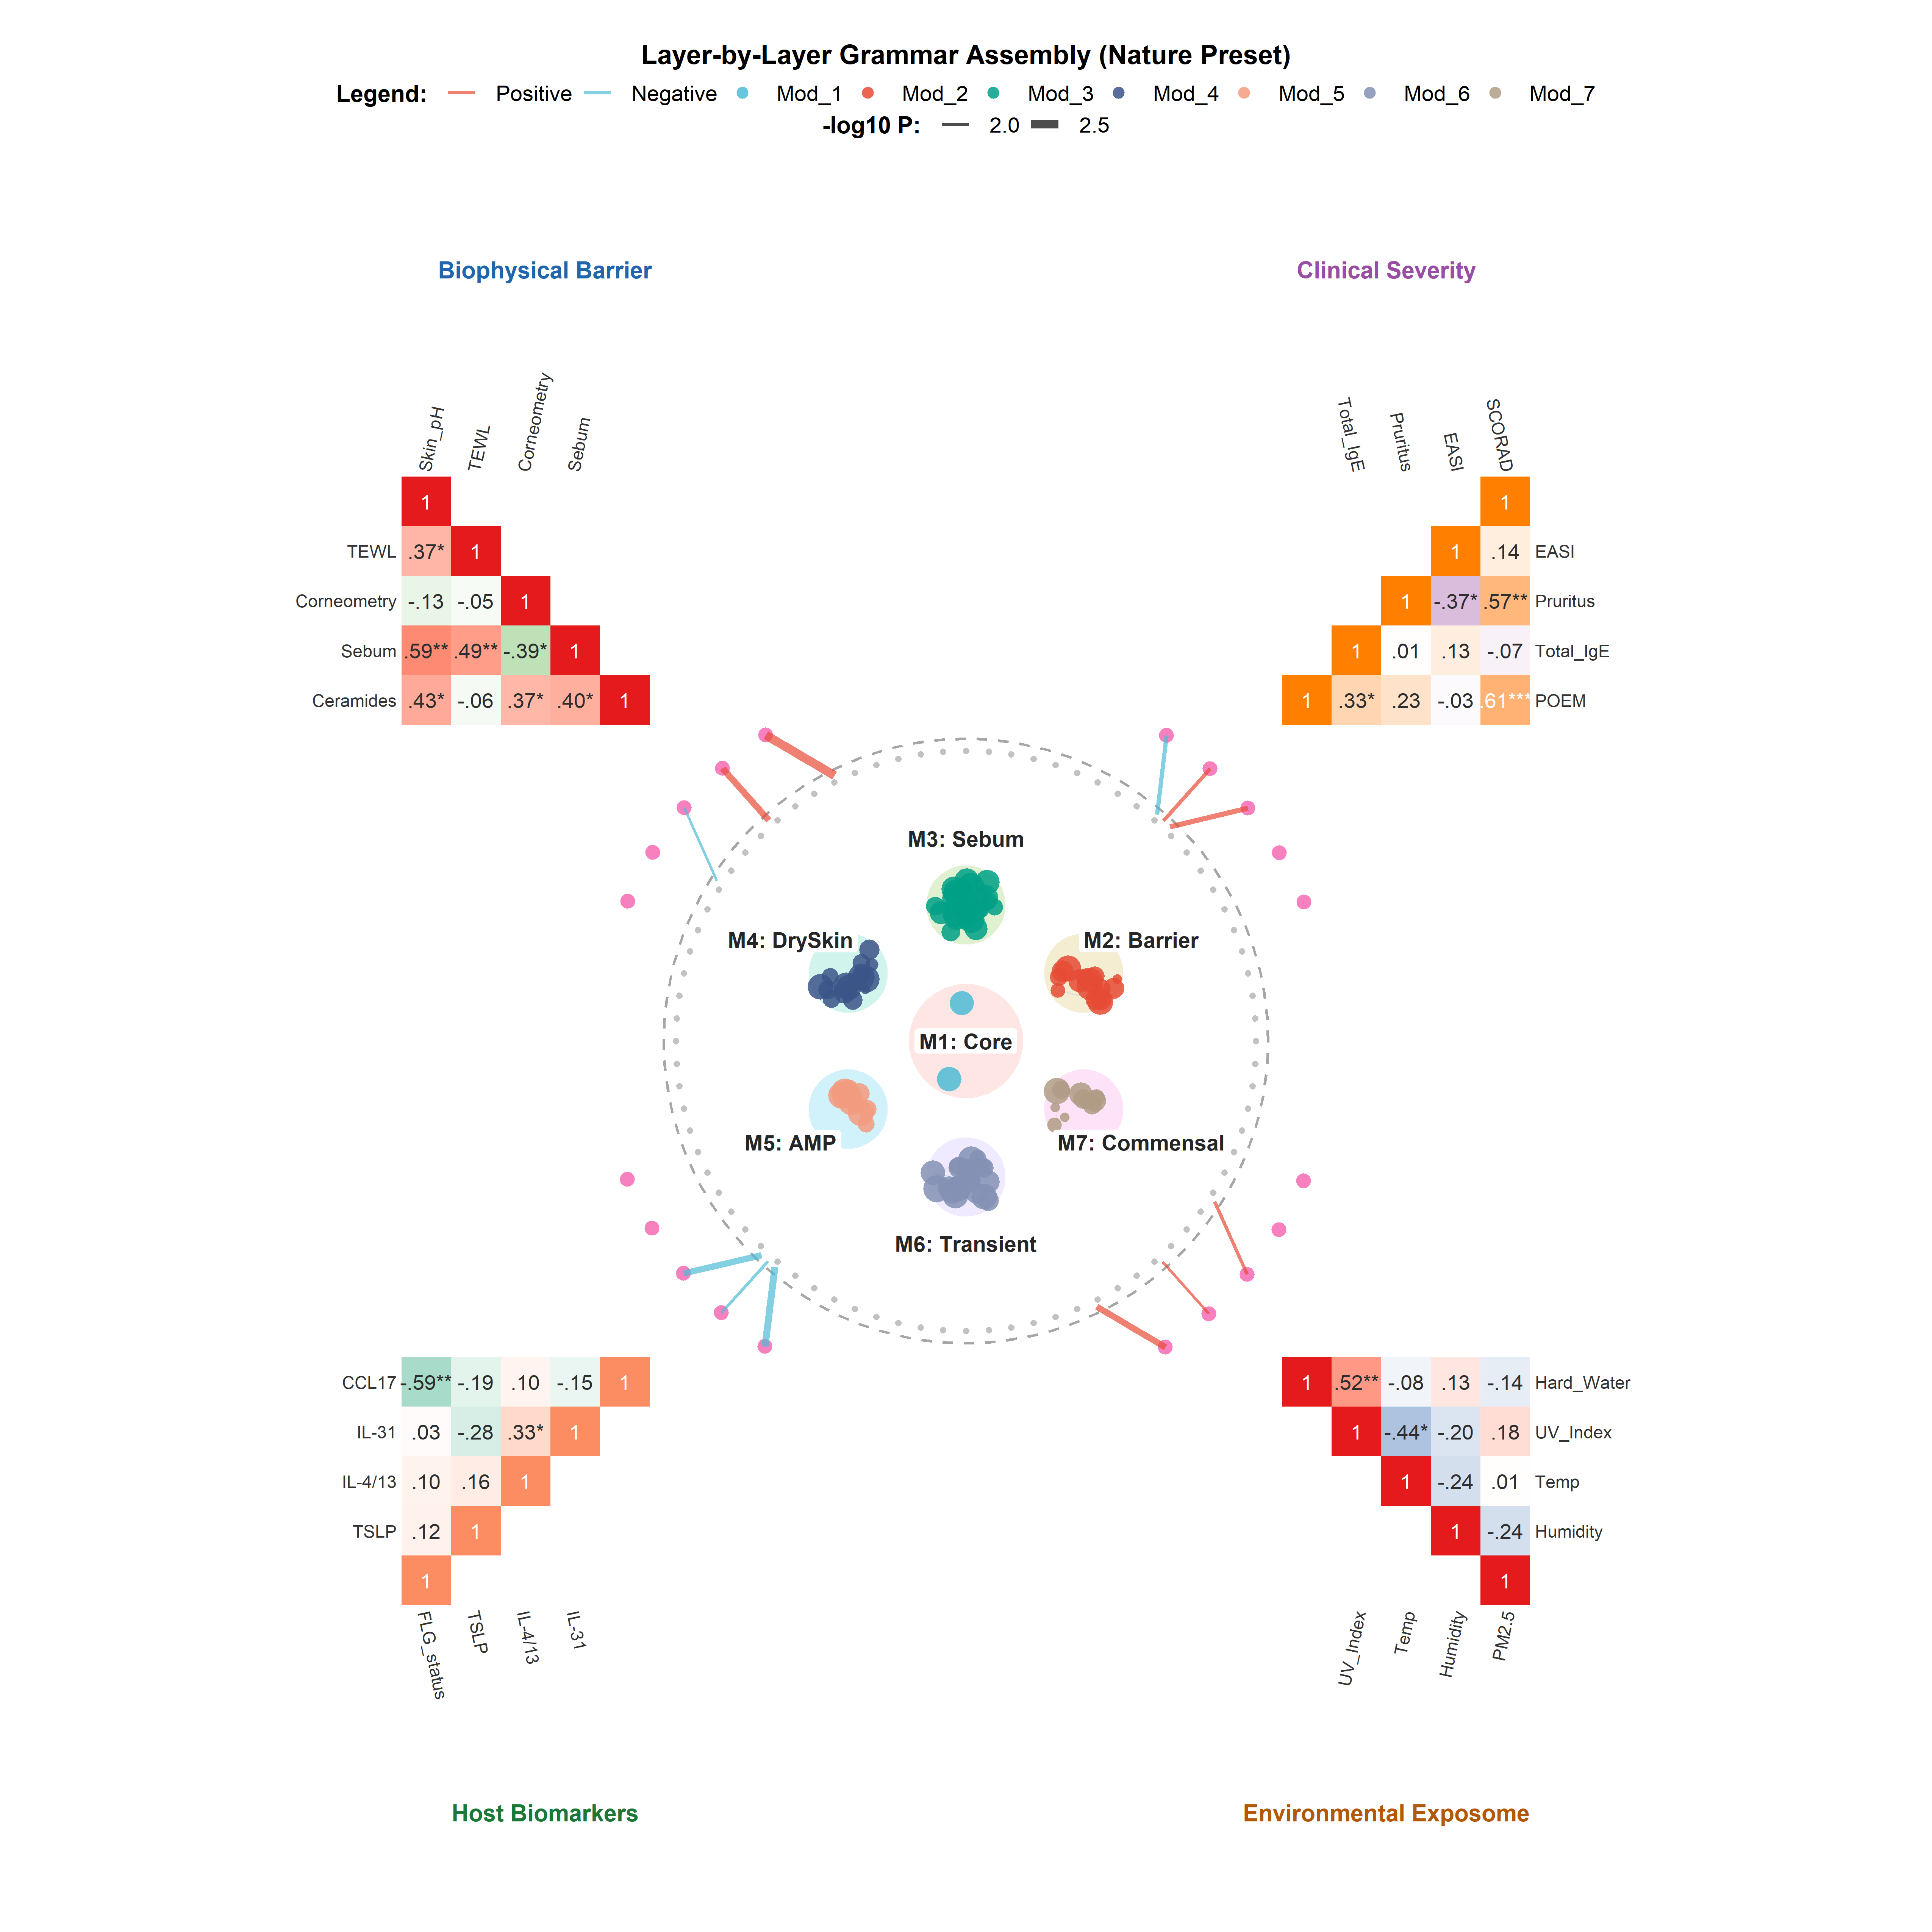 Layer-by-Layer Grammar Assembly (Nature Preset)
Legend: Positive Negative Mod_1 Mod_2 Mod_3 Mod_4 Mod_5 Mod_6 Mod_7
-log10 P: 2.0 2.5
Biophysical Barrier
Skin_pH TEWL Corneometry Sebum
1
TEWL .37* 1
Corneometry -.13 -.05 1
Sebum .59** .49** -.39* 1
Ceramides .43* -.06 .37* .40* 1
Clinical Severity
Total_IgE Pruritus EASI SCORAD
1
1 .14 EASI
1 -.37* .57** Pruritus
1 .01 .13 -.07 Total_IgE
1 .33* .23 -.03 .61*** POEM
M3: Sebum
M4: DrySkin
M2: Barrier
M1: Core
M5: AMP
M7: Commensal
M6: Transient
CCL17 -.59** -.19 .10 -.15 1
IL-31 .03 -.28 .33* 1
IL-4/13 .10 .16 1
TSLP .12 1
1
FLG_status TSLP IL-4/13 IL-31
Host Biomarkers
1 .52** -.08 .13 -.14 Hard_Water
1 -.44* -.20 .18 UV_Index
1 -.24 .01 Temp
1 -.24 Humidity
1
UV_Index Temp Humidity PM2.5
Environmental Exposome